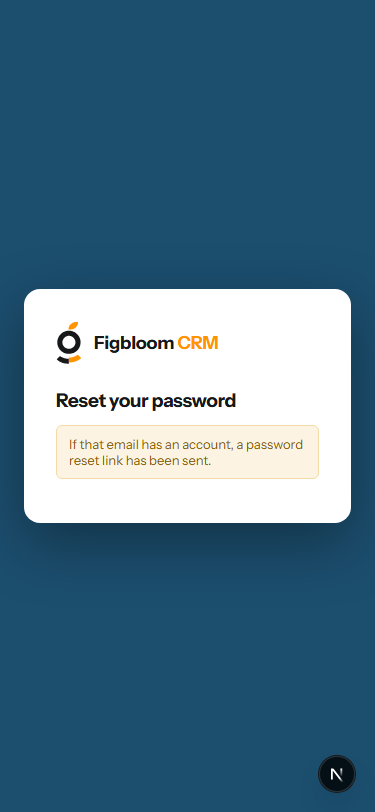 Figbloom CRM
Reset your password
If that email has an account, a password
reset link has been sent.
N